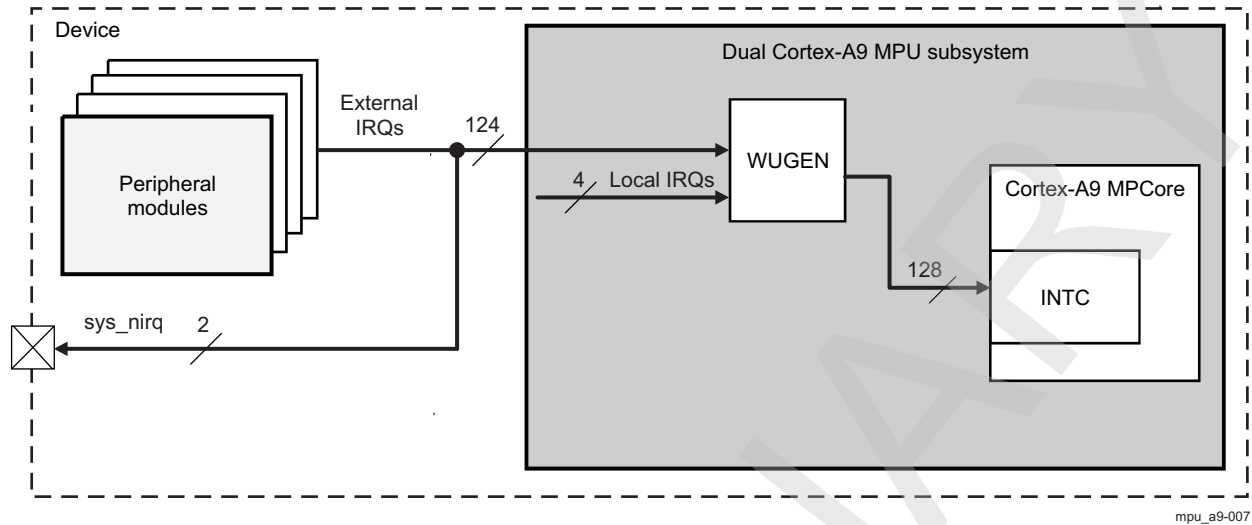 Device
Dual Cortex-A9 MPU subsystem
External
IRQs
124
WUGEN
4
Local IRQs
Peripheral
modules
Cortex-A9 MPCore
128
INTC
sys_nirq
2
mpu_a9-007